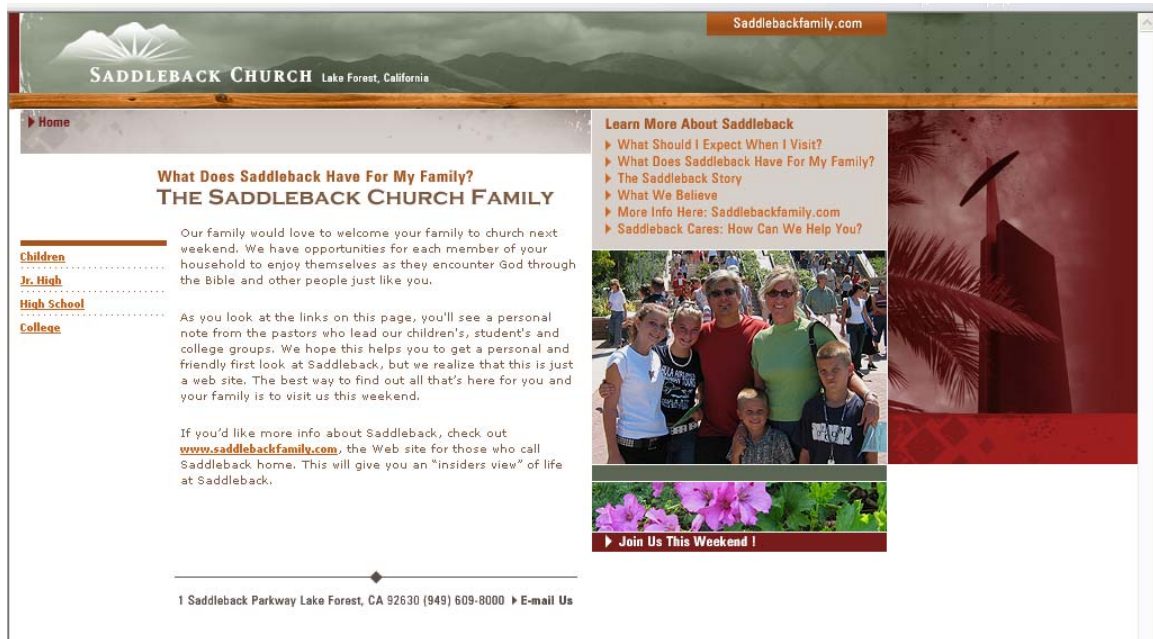 Saddlebackfamily.com
SADDLEBACK CHURCH Lake Forest, California
Home
What Does Saddleback Have For My Family?
THE SADDLEBACK CHURCH FAMILY
Children
Jr. High
High School
College
Our family would love to welcome your family to church next
weekend. We have opportunities for each member of your
household to enjoy themselves as they encounter God through
the Bible and other people just like you.
As you look at the links on this page, you'll see a personal
note from the pastors who lead our children's, student's and
college groups. We hope this helps you to get a personal and
friendly first look at Saddleback, but we realize that this is just
a web site. The best way to find out all that's here for you and
your family is to visit us this weekend.
If you'd like more info about Saddleback, check out
www.saddlebackfamily.com, the Web site for those who call
Saddleback home. This will give you an "insiders view" of life
at Saddleback.
Learn More About Saddleback
What Should I Expect When I Visit?
What Does Saddleback Have For My Family?
The Saddleback Story
What We Believe
More Info Here: Saddlebackfamily.com
Saddleback Cares: How Can We Help You?
Join Us This Weekend !
1 Saddleback Parkway Lake Forest, CA 92630 (949) 609-8000 E-mail Us